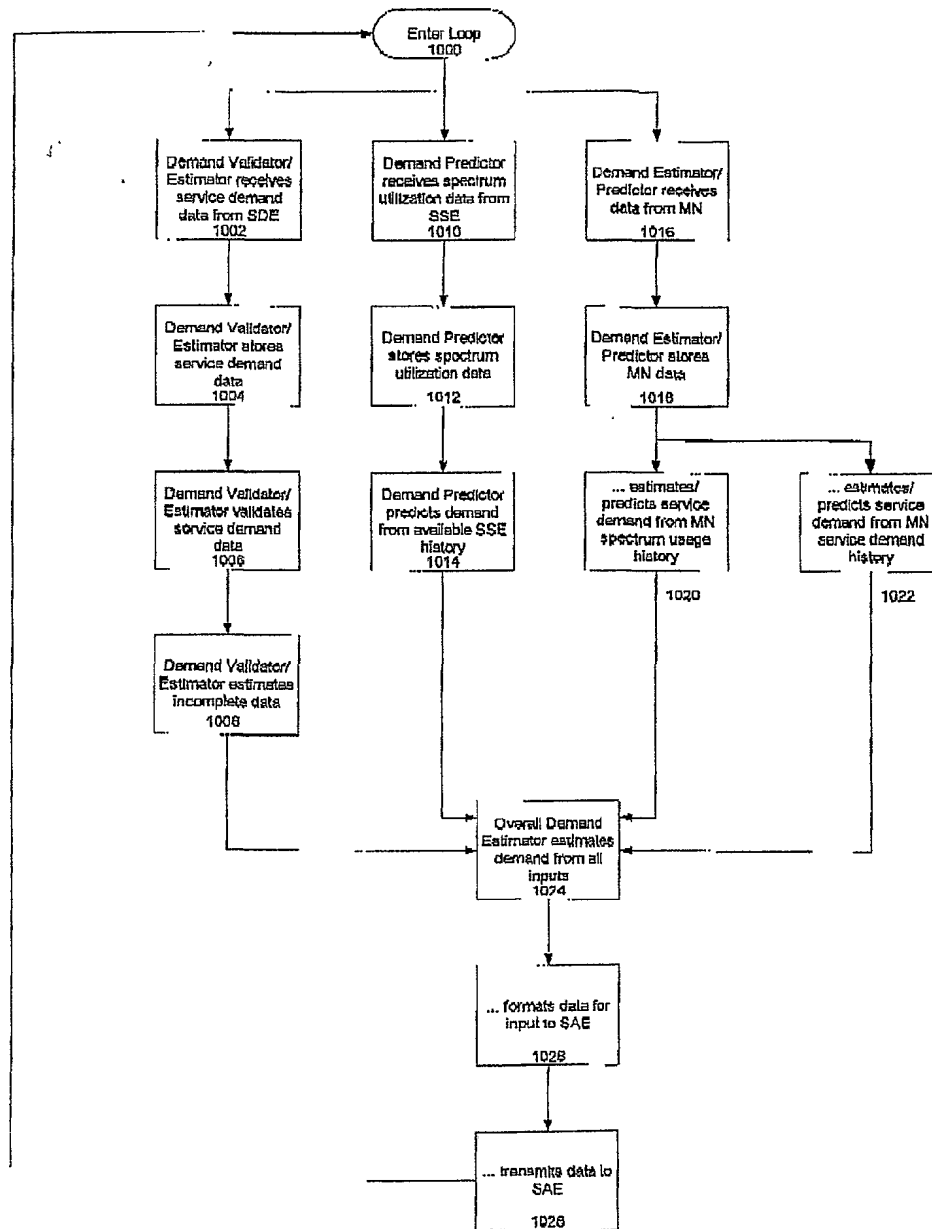 Enter Loop
1000
Demand Validator/
Estimator receives
service demand
data from SDE
1002
Demand Predictor
receives spectrum
utilization data from
SSE
1010
Demand Estimator/
Predictor receives
data from MN
1016
Demand Validator/
Estimator stores
service demand
data
1004
Demand Predictor
stores spectrum
utilization data
1012
Demand Estimator/
Predictor stores
MN data
1018
Demand Validator/
Estimator validates
service demand
data
1006
Demand Predictor
predicts demand
from available SSE
history
1014
... estimates/
predicts service
demand from MN
spectrum usage
history
1020
... estimates/
predicts service
demand from MN
service demand
history
1022
Demand Validator/
Estimator estimates
incomplete data
1008
Overall Demand
Estimator estimates
demand from all
inputs
1024
... formats data for
input to SAE
1028
... transmits data to
SAE
1026